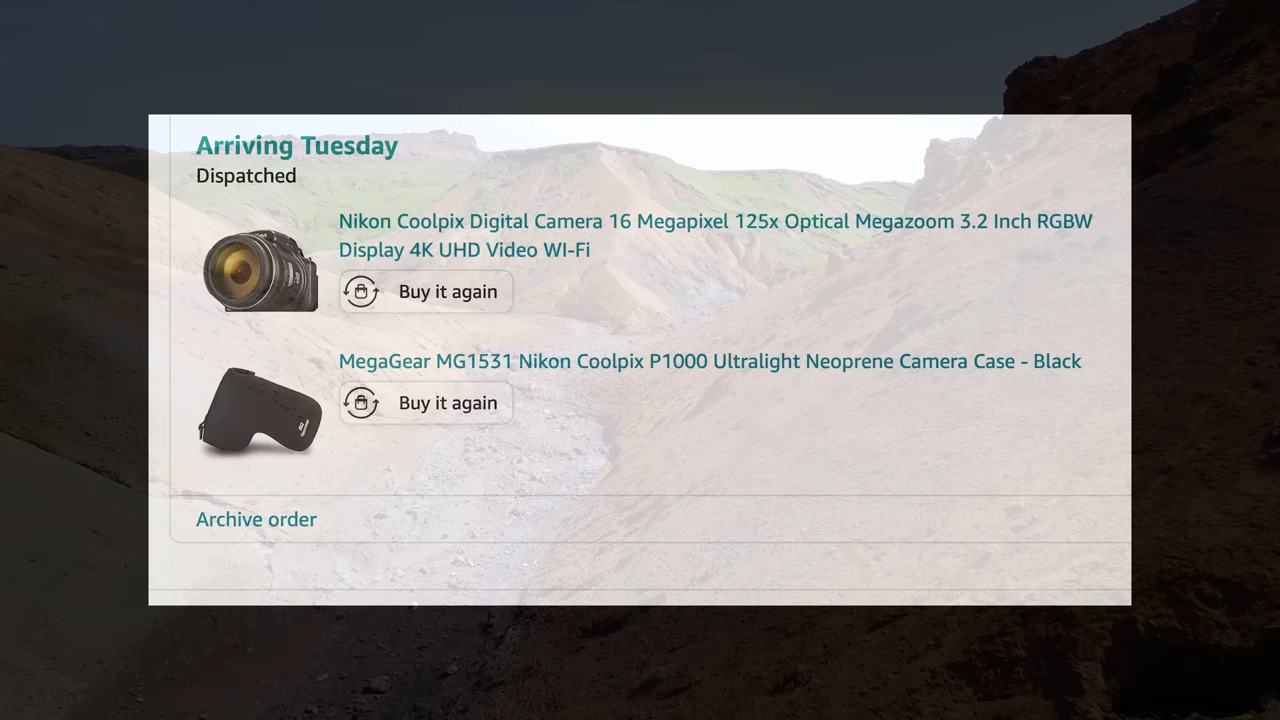 Arriving Tuesday
Dispatched
Nikon Coolpix Digital Camera 16 Megapixel 125x Optical Megazoom 3.2 Inch RGBW
Display 4K UHD Video WI-Fi
Buy it again
MegaGear MG1531 Nikon Coolpix P1000 Ultralight Neoprene Camera Case - Black
Buy it again
Archive order